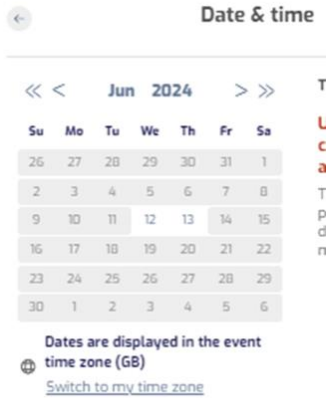 Date & time
Jun 2024
Su Mo Tu We Th Fr Sa
26 27 28 29 30 31 1
2 3 4 5 6 7 8
9 10 11 12 13 14 15
16 17 18 19 20 21 22
23 24 25 26 27 28 29
30 1 2 3 4 5 6
Dates are displayed in the event
time zone (GB)
Switch to my time zone